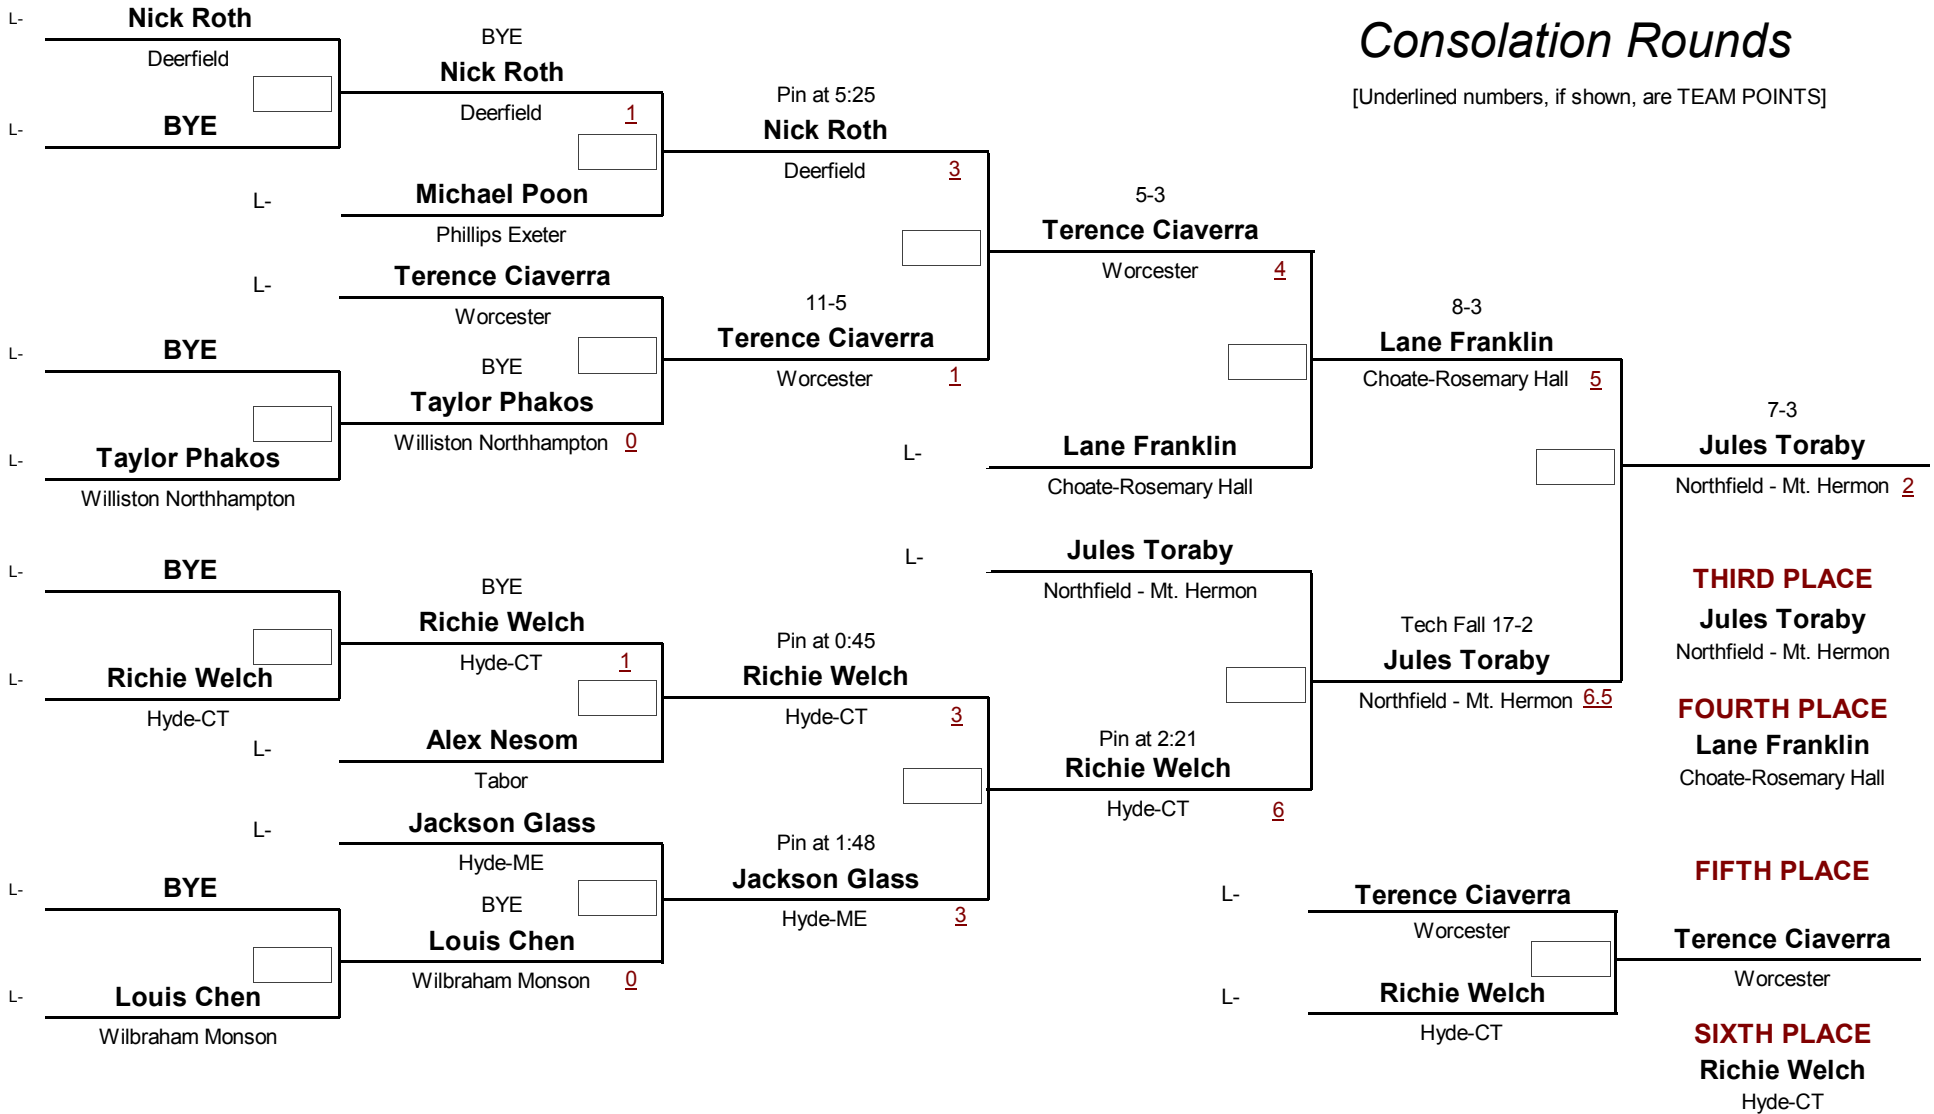 Consolation Rounds
[Underlined numbers, if shown, are TEAM POINTS]
L-
Nick Roth
Deerfield
L-
BYE
L-
BYE
L-
Taylor Phakos
Williston Northhampton
L-
BYE
L-
Richie Welch
Hyde-CT
L-
BYE
L-
Louis Chen
Wilbraham Monson
BYE
Nick Roth
Deerfield 1
L-
Michael Poon
Phillips Exeter
L-
Terence Ciaverra
Worcester
BYE
Taylor Phakos
Williston Northhampton 0
BYE
Richie Welch
Hyde-CT 1
L-
Alex Nesom
Tabor
L-
Jackson Glass
Hyde-ME
BYE
Louis Chen
Wilbraham Monson 0
Pin at 5:25
Nick Roth
Deerfield 3
11-5
Terence Ciaverra
Worcester 1
Pin at 0:45
Richie Welch
Hyde-CT 3
Pin at 1:48
Jackson Glass
Hyde-ME 3
5-3
Terence Ciaverra
Worcester 4
L-
Lane Franklin
Choate-Rosemary Hall
L-
Jules Toraby
Northfield - Mt. Hermon
Pin at 2:21
Richie Welch
Hyde-CT 6
8-3
Lane Franklin
Choate-Rosemary Hall 5
Tech Fall 17-2
Jules Toraby
Northfield - Mt. Hermon 6.5
7-3
Jules Toraby
Northfield - Mt. Hermon 2
THIRD PLACE
Jules Toraby
Northfield - Mt. Hermon
FOURTH PLACE
Lane Franklin
Choate-Rosemary Hall
L-
Terence Ciaverra
Worcester
L-
Richie Welch
Hyde-CT
FIFTH PLACE
Terence Ciaverra
Worcester
SIXTH PLACE
Richie Welch
Hyde-CT